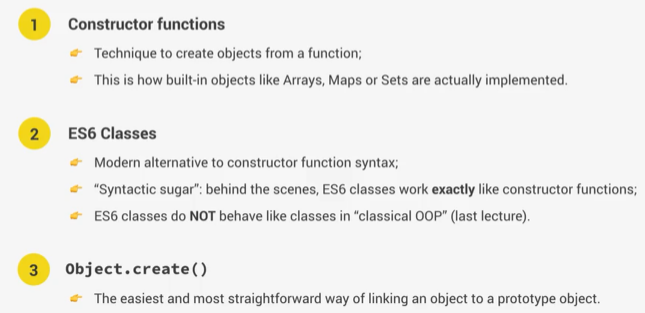 1 Constructor functions
Technique to create objects from a function;
This is how built-in objects like Arrays, Maps or Sets are actually implemented.
2 ES6 Classes
Modern alternative to constructor function syntax;
“Syntactic sugar”: behind the scenes, ES6 classes work exactly like constructor functions;
ES6 classes do NOT behave like classes in “classical OOP” (last lecture).
3 Object.create()
The easiest and most straightforward way of linking an object to a prototype object.